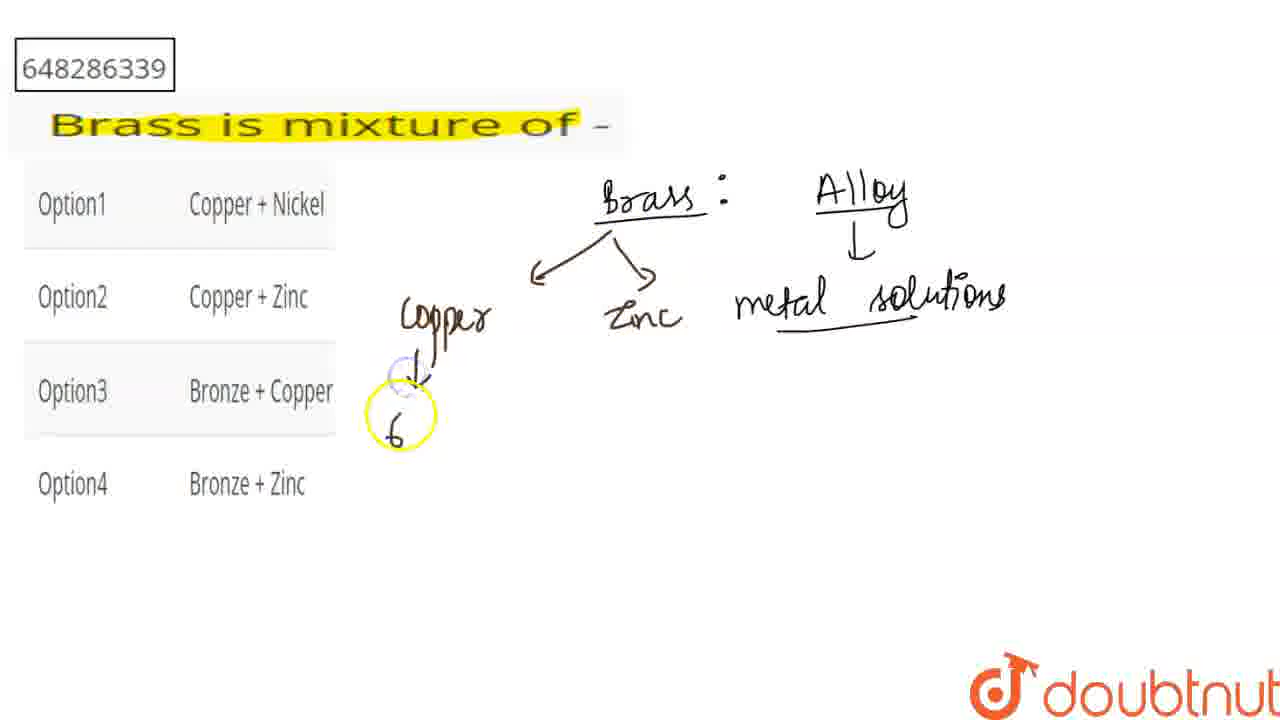 648286339
Brass is mixture of -
Option1 Copper + Nickel
Option2 Copper + Zinc
Option3 Bronze + Copper
Option4 Bronze + Zinc
Brass : Alloy
Copper Zinc metal solutions
6
doubtnut